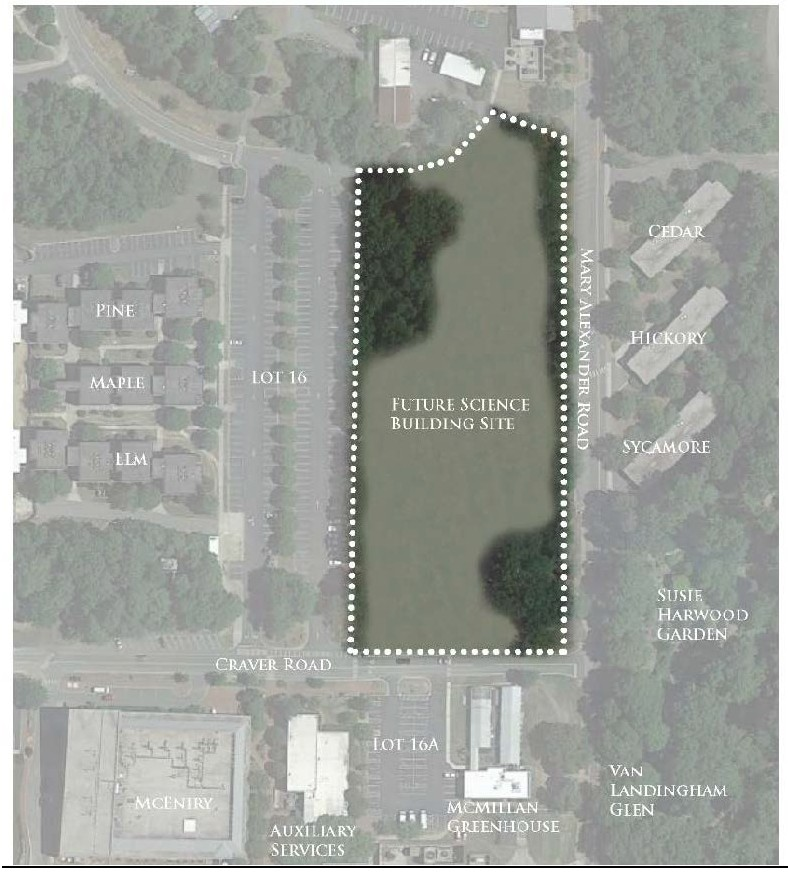 CEDAR
PINE
HICKORY
MARY ALEXANDER ROAD
MAPLE
LOT 16
FUTURE SCIENCE
BUILDING SITE
SYCAMORE
LLM
SUSIE
HARWOOD
GARDEN
CRAVER ROAD
LOT 16A
VAN
LANDINGHAM
GLEN
MCENIRY
MCMILLAN
GREENHOUSE
AUXILIARY
SERVICES